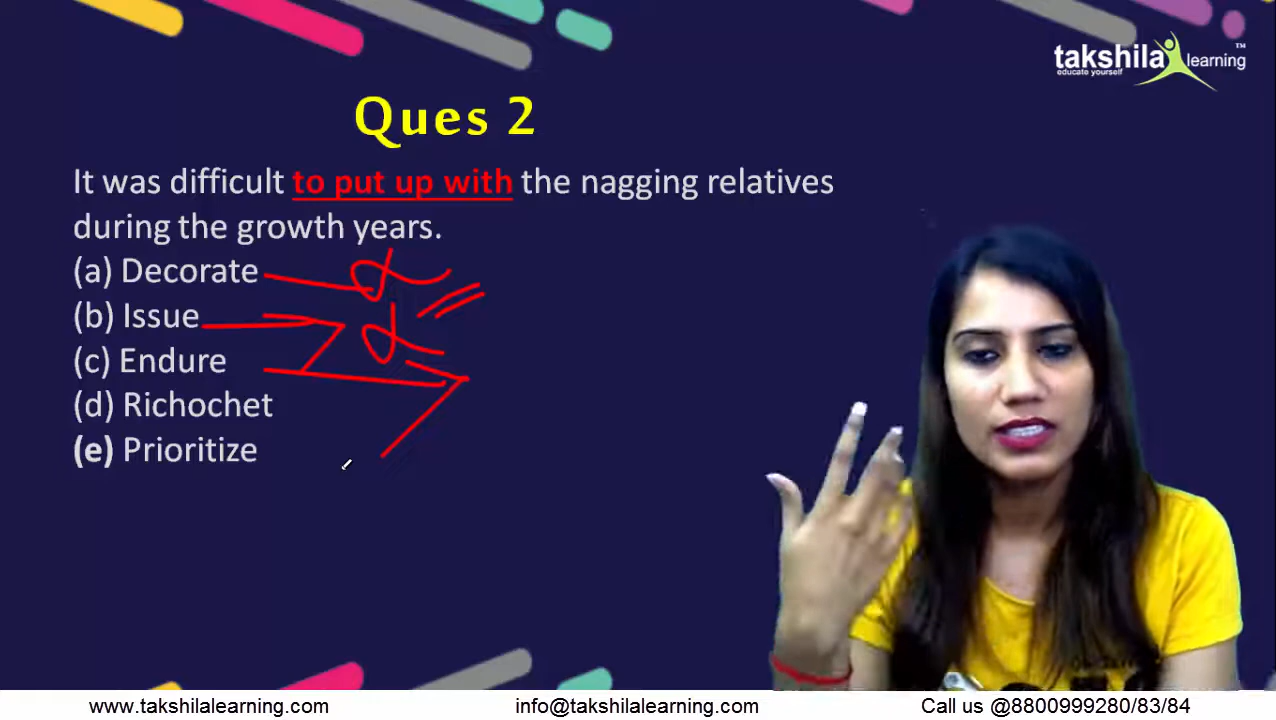 takshila learning™
educate yourself
Ques 2
It was difficult to put up with the nagging relatives
during the growth years.
(a) Decorate
(b) Issue
(c) Endure
(d) Richochet
(e) Prioritize
www.takshilalearning.com info@takshilalearning.com Call us @8800999280/83/84